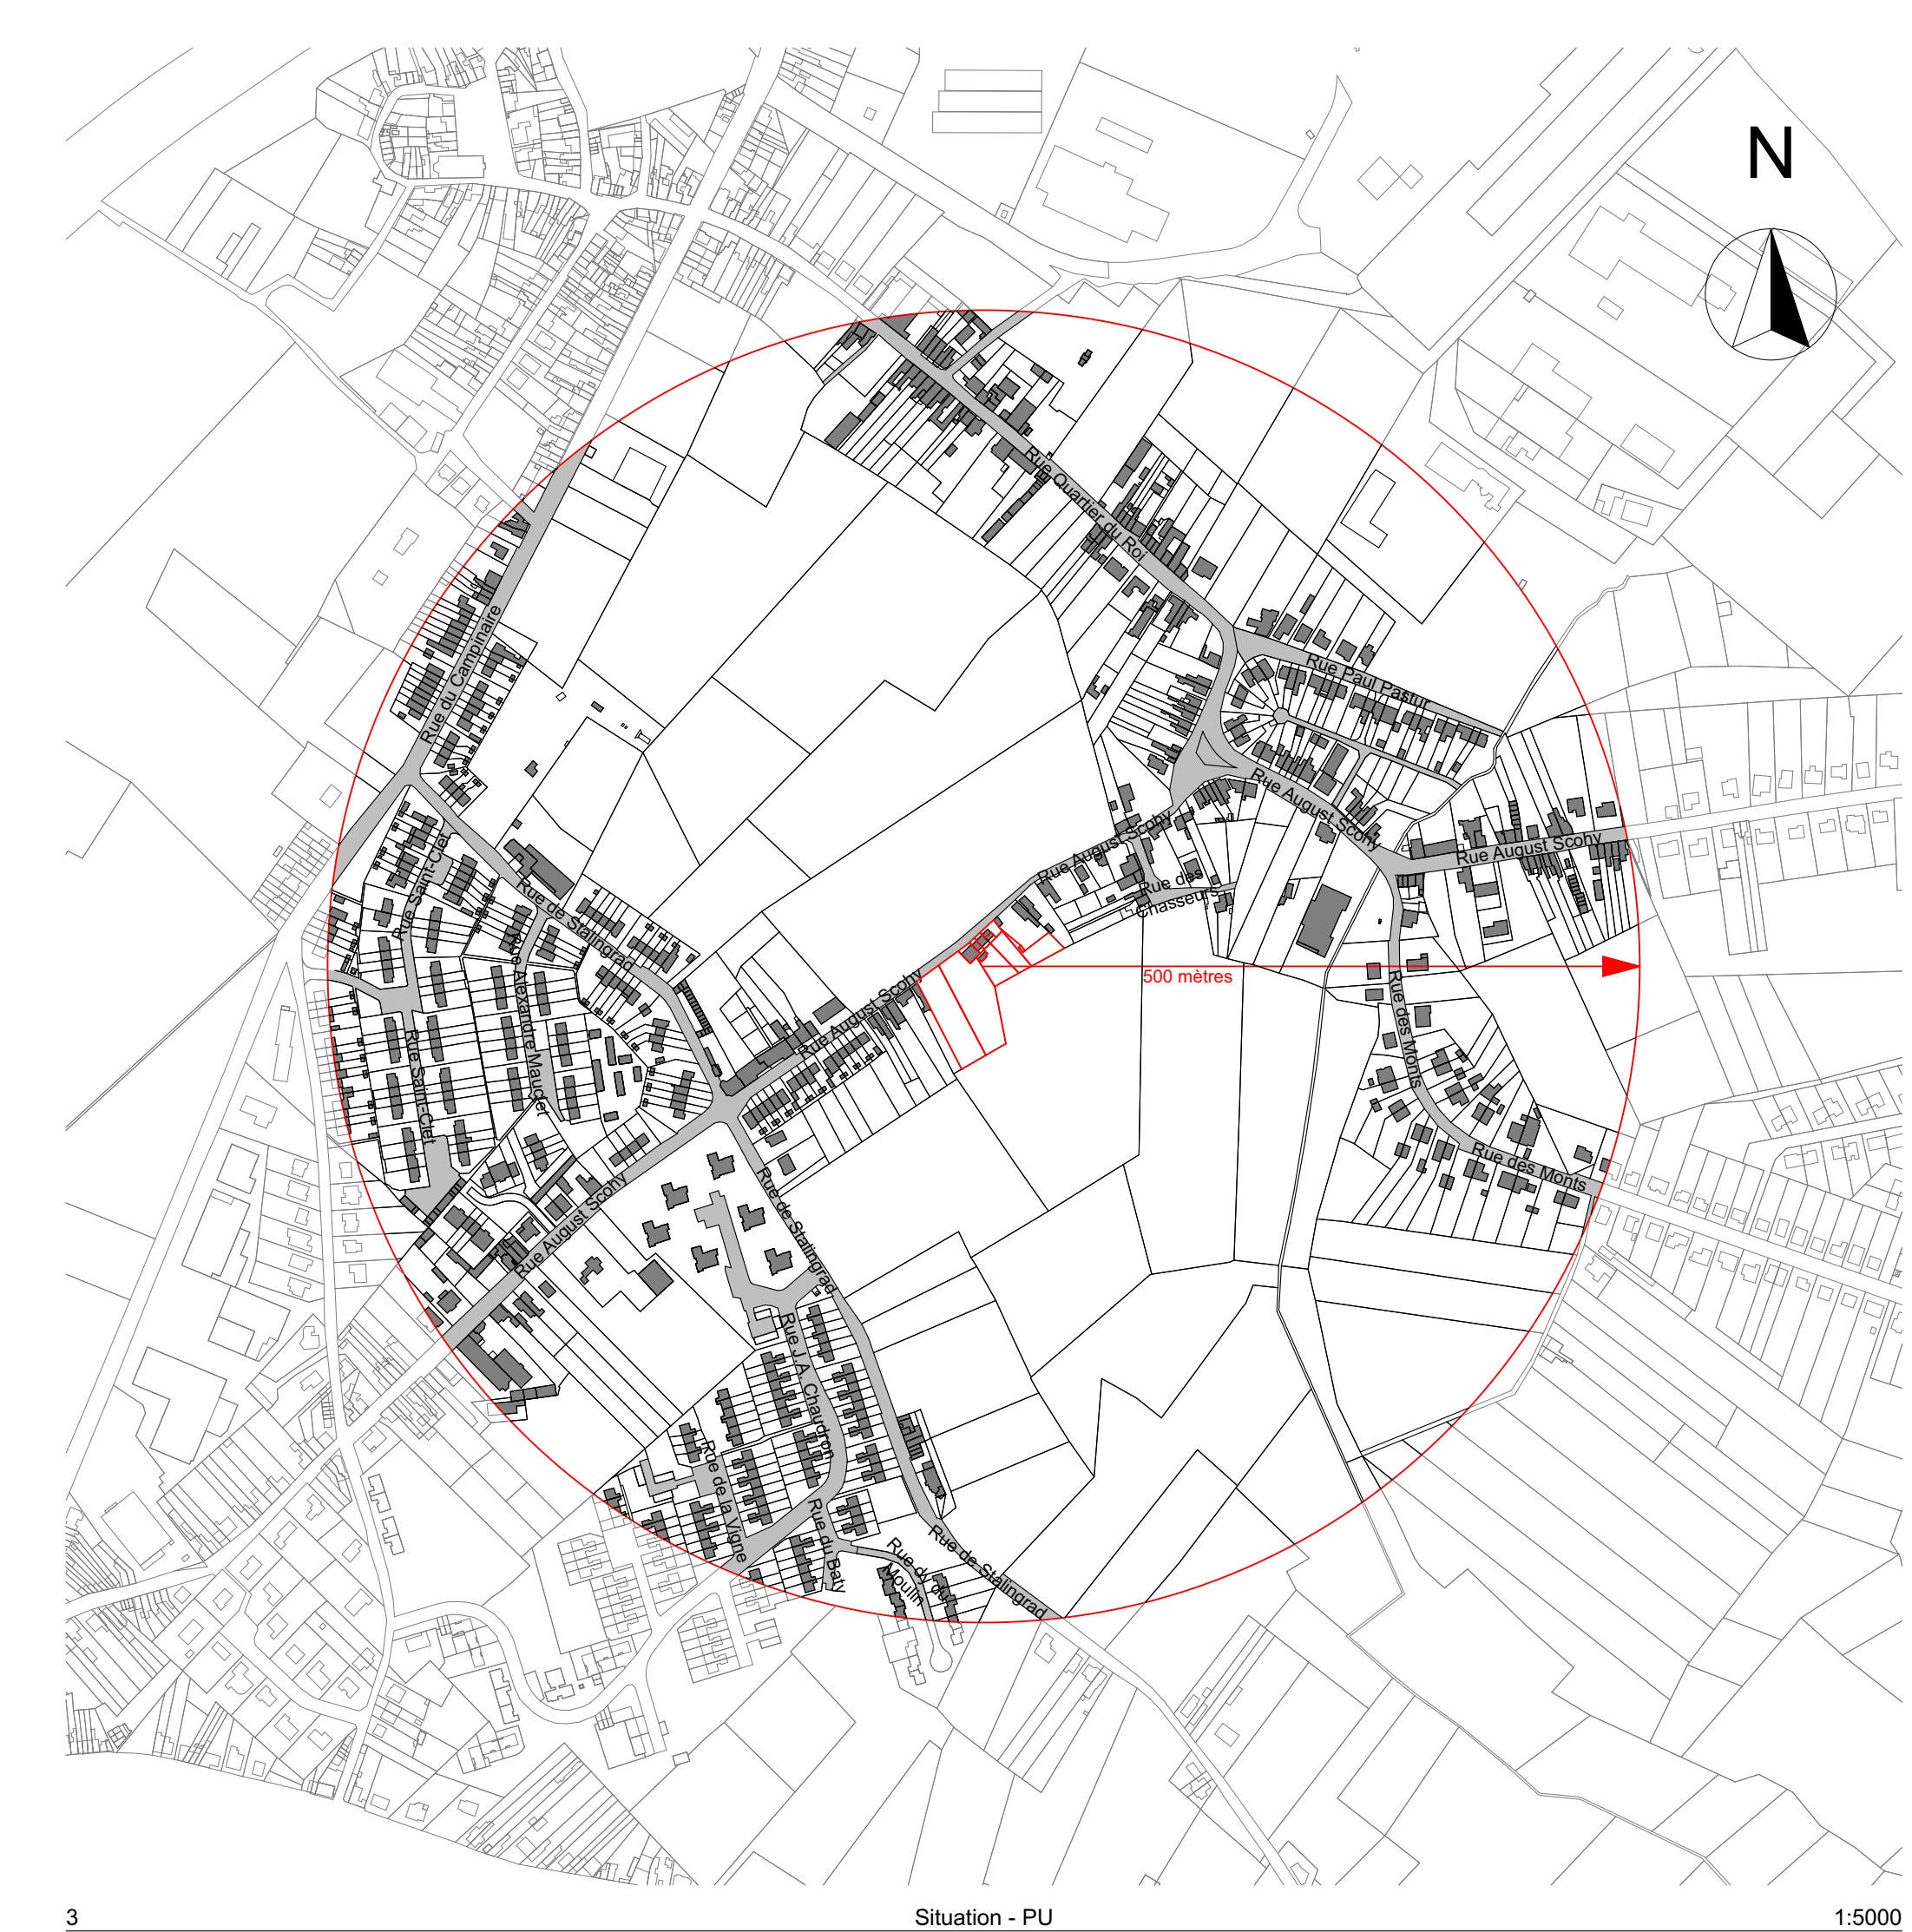 N
Rue Quartier du Roi
Rue du Campinaire
Rue Paul Pastur
Rue August Scohy
Rue August Scohy
Rue August Scohy
Rue Saint-Clet
Rue de Stalingrad
Rue des
Chasseurs
Rue Alexandre Maudet
500 mètres
Rue August Scohy
Rue des Monts
Rue Saint-Clet
Rue des Monts
Rue August Scohy
Rue de Stalingrad
Rue J.A. Chaudron
Rue de la Vigne
Rue du Baty
Rue du
Moulin
Rue de Stalingrad
3
Situation - PU
1:5000